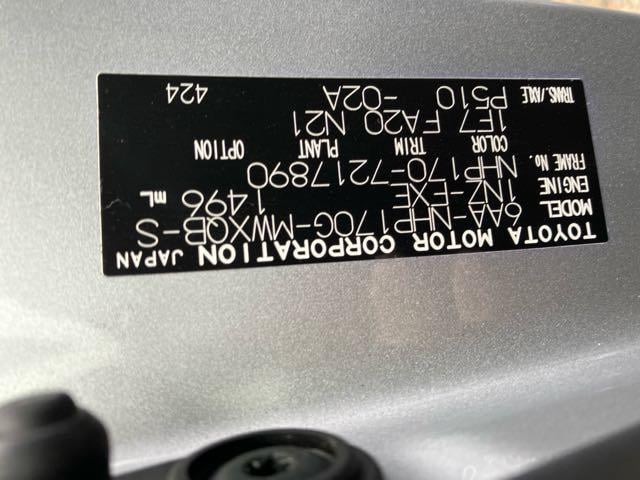 TOYOTA MOTOR CORPORATION JAPAN
MODEL 6AA-NHP170G-MWXQB-S
ENGINE 1NZ-FXE 1496 mL
FRAME No. NHP170-7217890
COLOR TRIM PLANT OPTION
1E7 FA20 N21
TRANS./AXLE P510 -02A 424